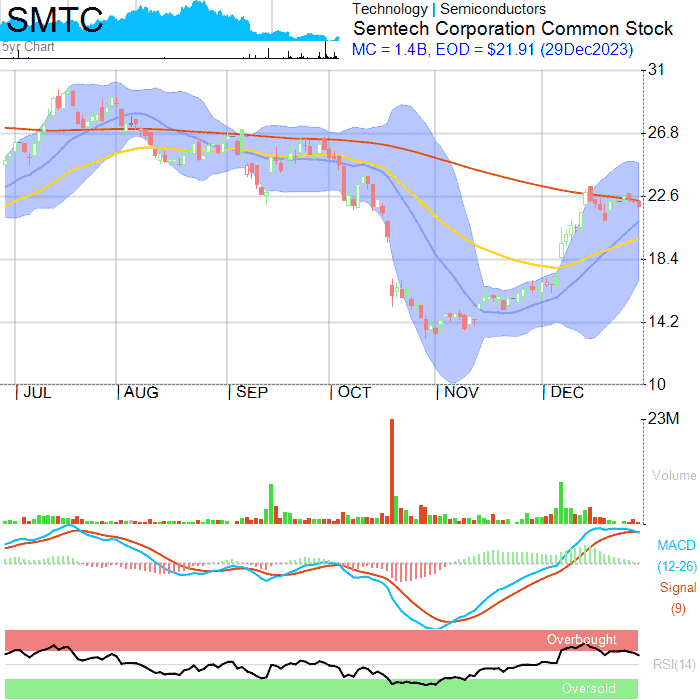 SMTC
5yr Chart
Technology | Semiconductors
Semtech Corporation Common Stock
MC = 1.4B, EOD = $21.91 (29Dec2023)
31
26.8
22.6
18.4
14.2
10
| JUL | AUG | SEP | OCT | NOV | DEC
23M
Volume
MACD
(12-26)
Signal
(9)
Overbought
RSI(14)
Oversold